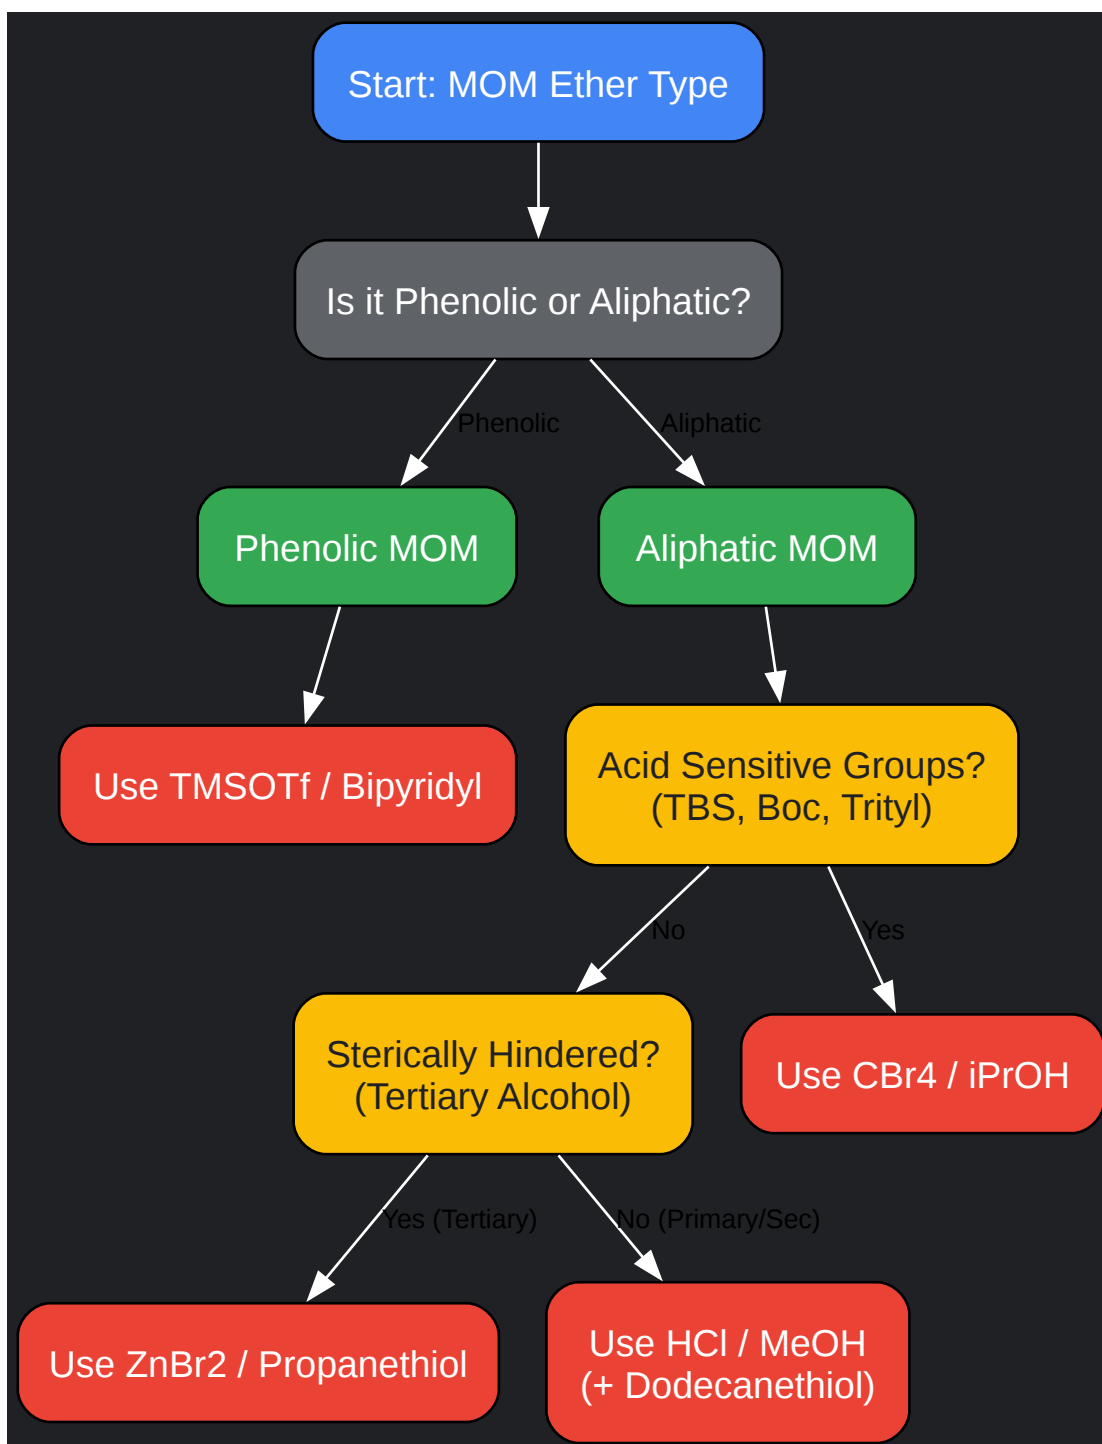 Start: MOM Ether Type
Is it Phenolic or Aliphatic?
Phenolic
Aliphatic
Phenolic MOM
Aliphatic MOM
Use TMSOTf / Bipyridyl
Acid Sensitive Groups?
(TBS, Boc, Trityl)
No
Yes
Sterically Hindered?
(Tertiary Alcohol)
Use CBr4 / iPrOH
Yes (Tertiary)
No (Primary/Sec)
Use ZnBr2 / Propanethiol
Use HCl / MeOH
(+ Dodecanethiol)